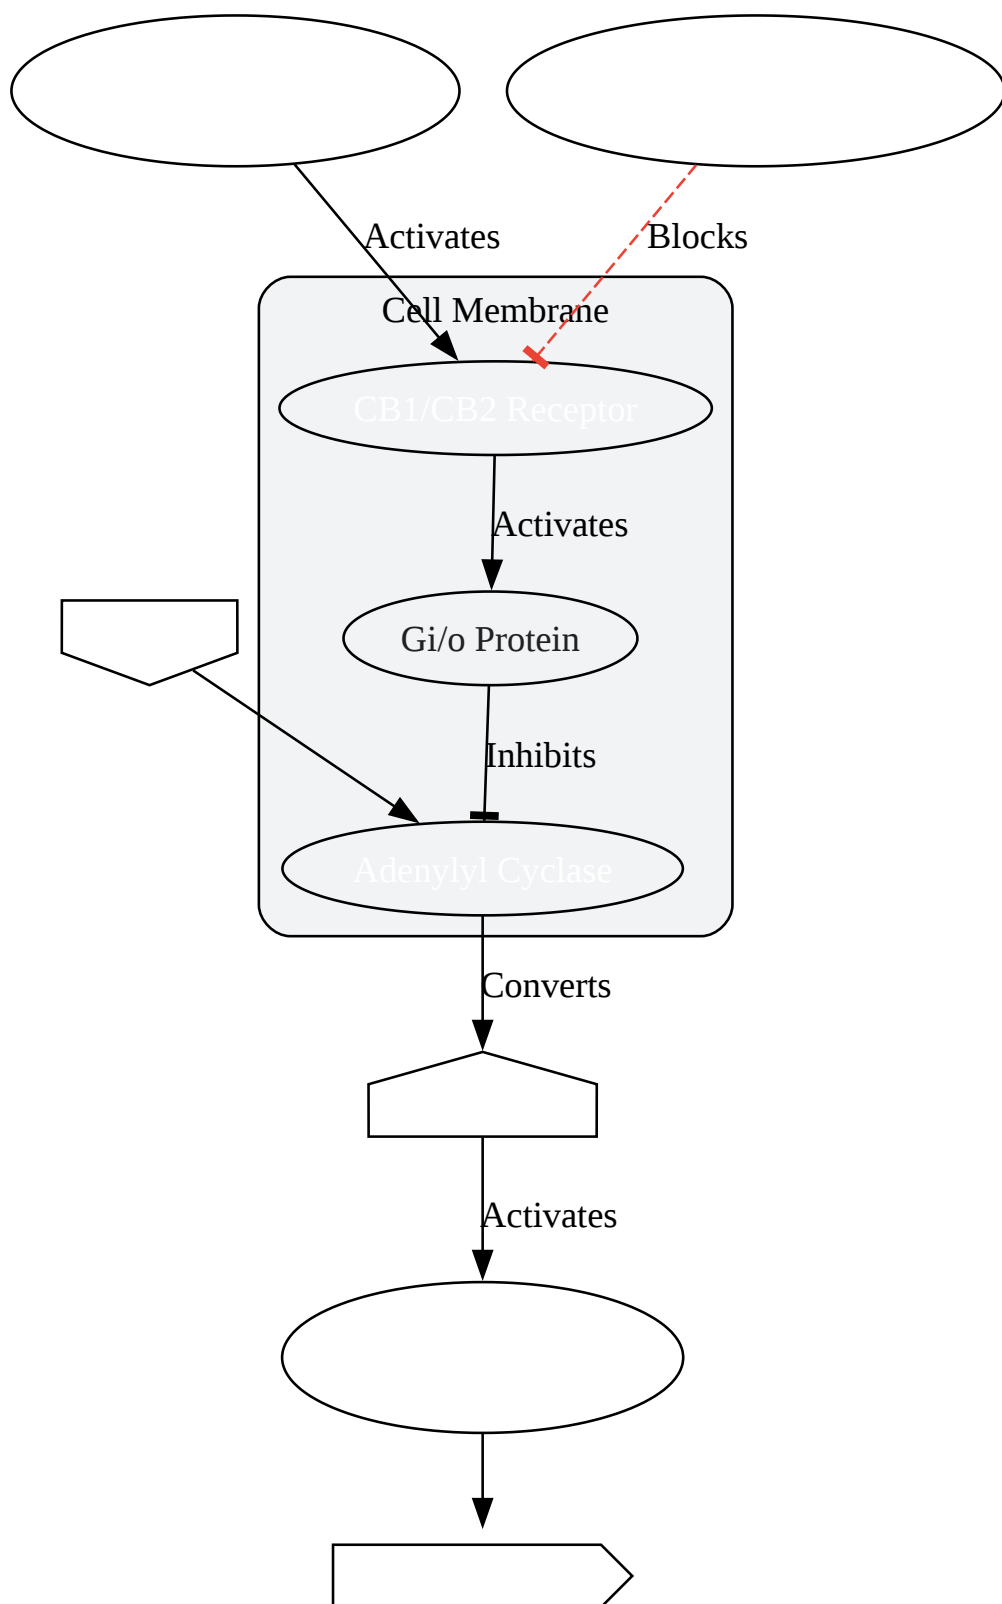 Activates
Blocks
Cell Membrane
CB1/CB2 Receptor
Activates
Gi/o Protein
Inhibits
Adenylyl Cyclase
Converts
Activates